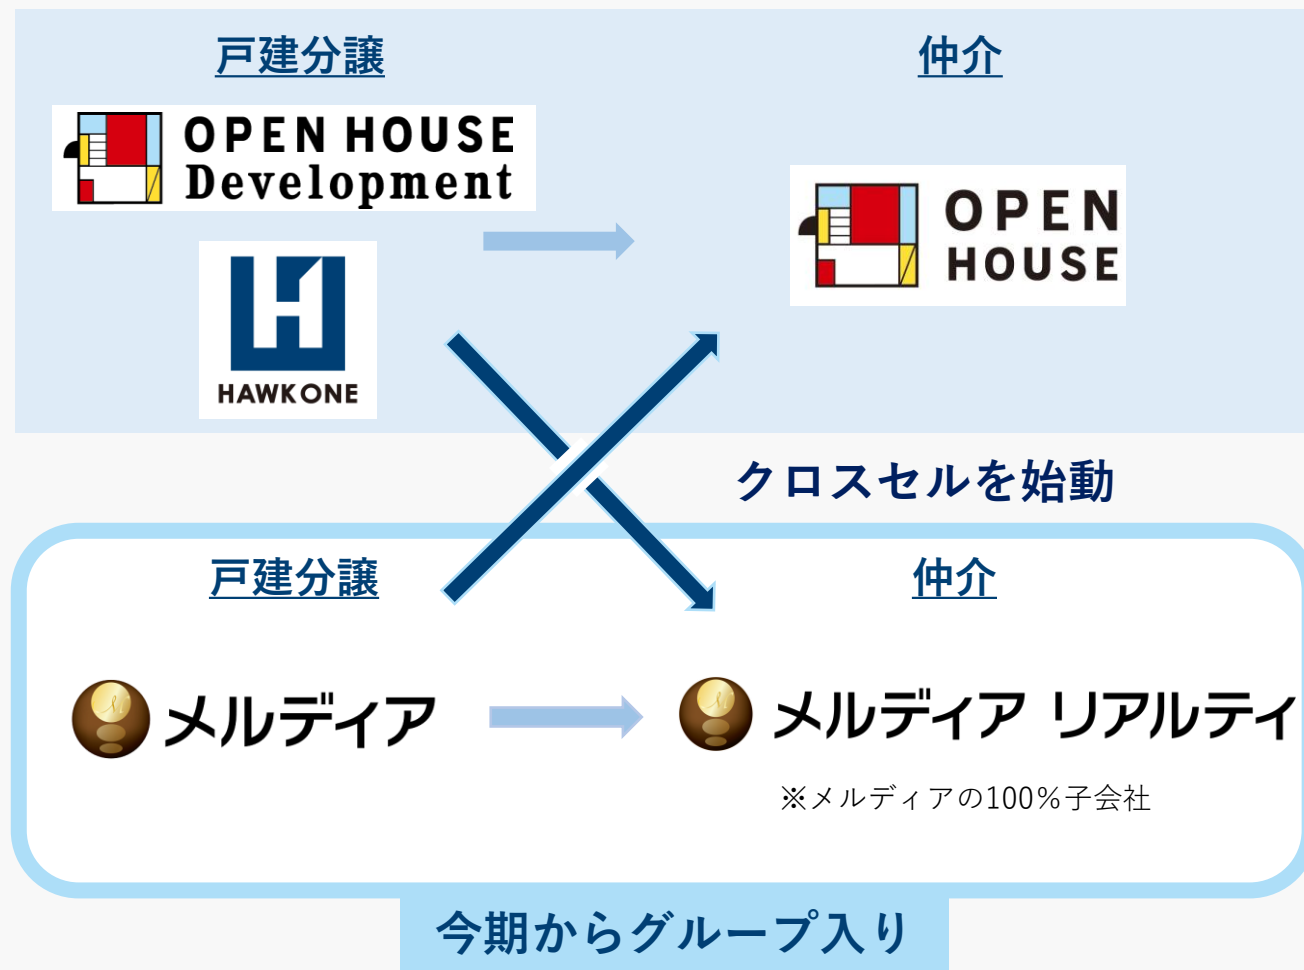 戸建分譲
仲介
OPEN HOUSE
Development
OPEN
HOUSE
HAWK ONE
クロスセルを始動
戸建分譲
仲介
メルディア
メルディア リアルティ
※メルディアの100%子会社
今期からグループ入り